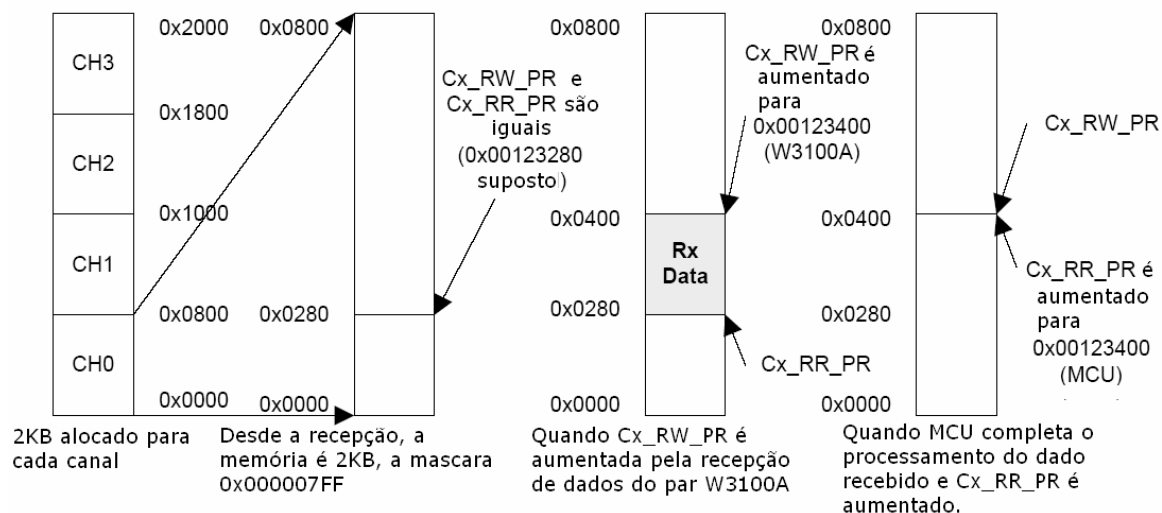 CH3
CH2
CH1
CH0
0x2000
0x1800
0x1000
0x0800
0x0000
2KB alocado para
cada canal
0x0800
0x0280
0x0000
Cx_RW_PR e
Cx_RR_PR são
iguais
(0x00123280
suposto)
Desde a recepção, a
memória é 2KB, a mascara
0x000007FF
0x0800
0x0400
0x0280
0x0000
Rx
Data
Cx_RW_PR é
aumentado
para
0x00123400
(W3100A)
Cx_RR_PR
Quando Cx_RW_PR é
aumentada pela recepção
de dados do par W3100A
0x0800
0x0400
0x0280
0x0000
Cx_RW_PR
Cx_RR_PR é
aumentado
para
0x00123400
(MCU)
Quando MCU completa o
processamento do dado
recebido e Cx_RR_PR é
aumentado.